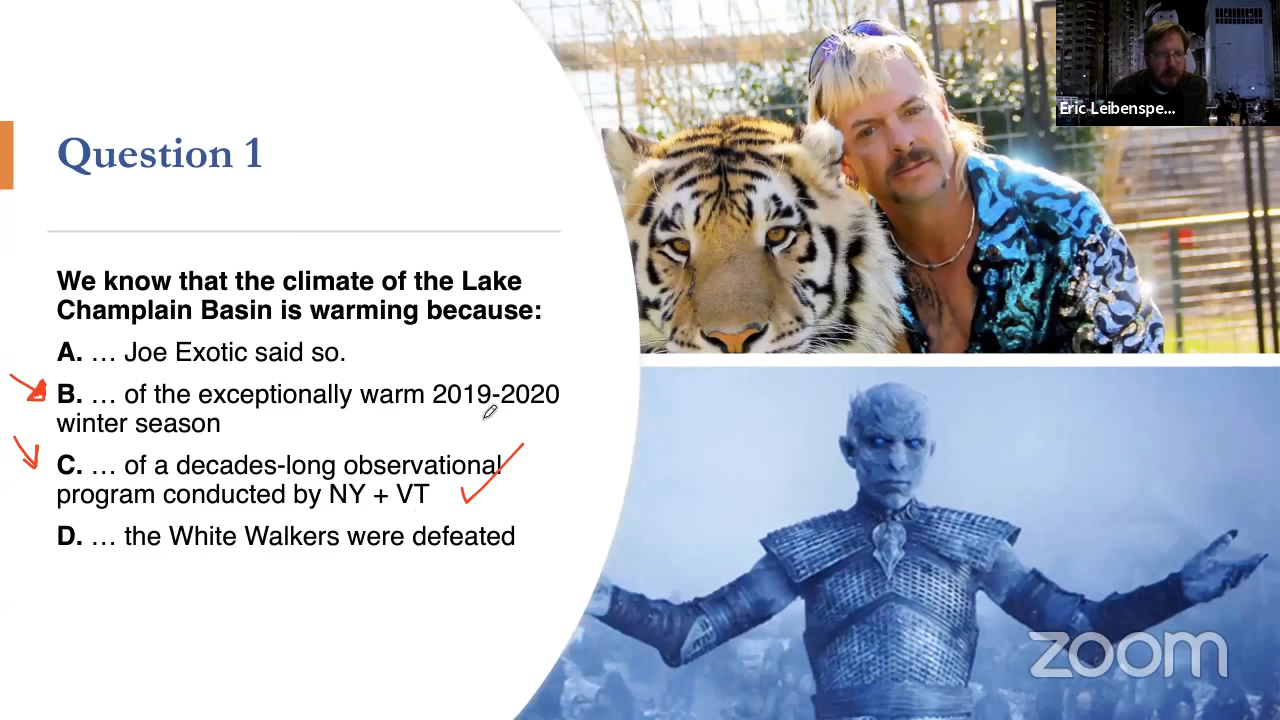 Question 1
We know that the climate of the Lake
Champlain Basin is warming because:
A. … Joe Exotic said so.
B. … of the exceptionally warm 2019-2020
winter season
C. … of a decades-long observational
program conducted by NY + VT
D. … the White Walkers were defeated
Eric Leibenspe...
zoom